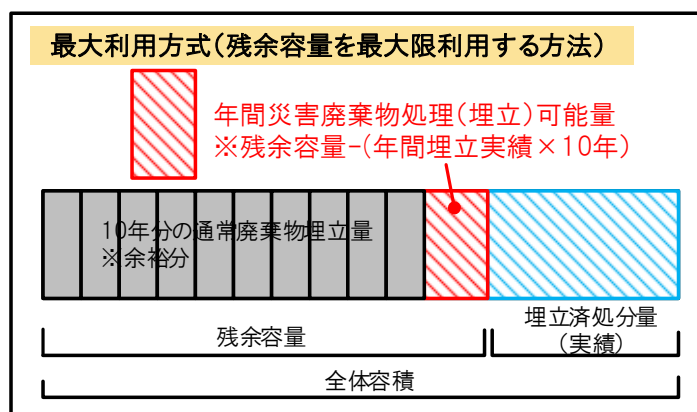 最大利用方式(残余容量を最大限利用する方法)
年間災害廃棄物処理(埋立)可能量
※残余容量-(年間埋立実績×10年)
10年分の通常廃棄物埋立量
※余裕分
残余容量
埋立済処分量
(実績)
全体容積